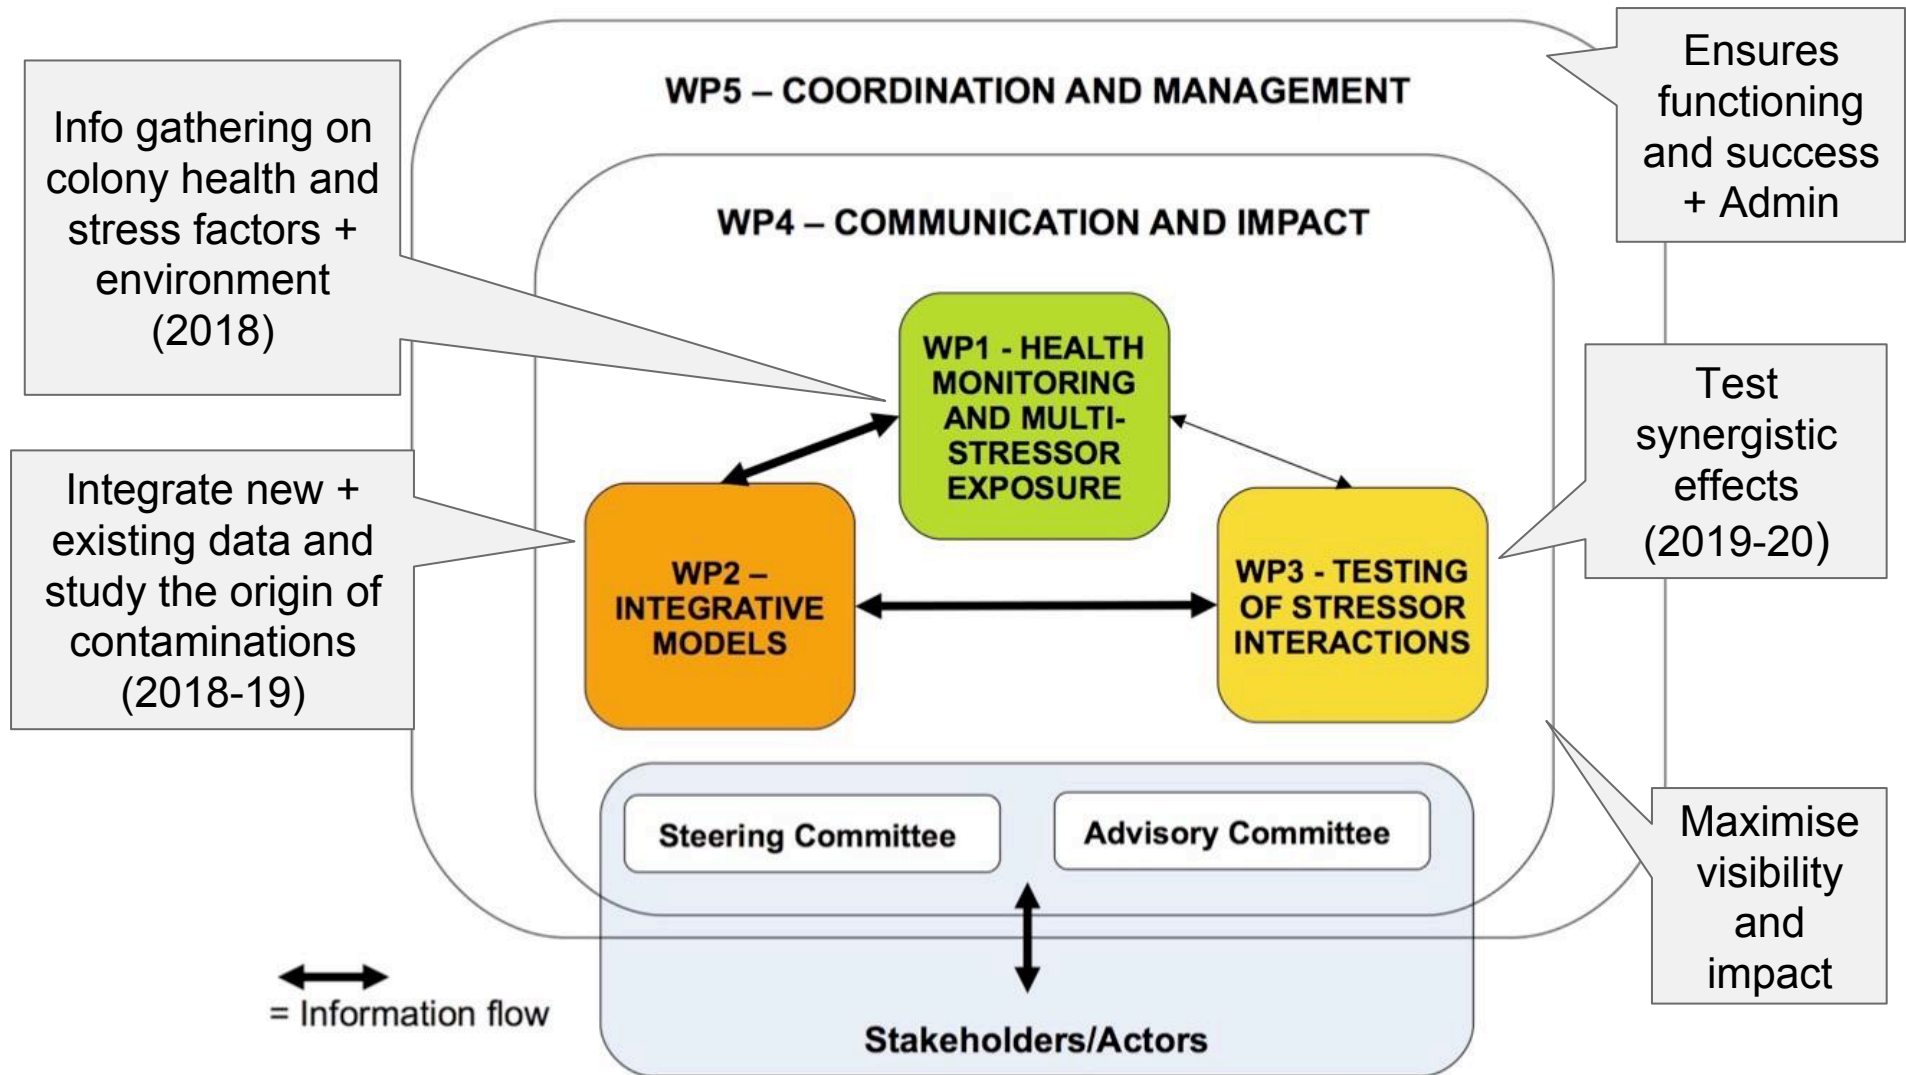 WP5 – COORDINATION AND MANAGEMENT
Ensures
functioning
and success
+ Admin
Info gathering on
colony health and
stress factors +
environment
(2018)
WP4 – COMMUNICATION AND IMPACT
WP1 - HEALTH
MONITORING
AND MULTI-
STRESSOR
EXPOSURE
Test
synergistic
effects
(2019-20)
Integrate new +
existing data and
study the origin of
contaminations
(2018-19)
WP2 –
INTEGRATIVE
MODELS
WP3 - TESTING
OF STRESSOR
INTERACTIONS
Steering Committee
Advisory Committee
Maximise
visibility
and
impact
= Information flow
Stakeholders/Actors